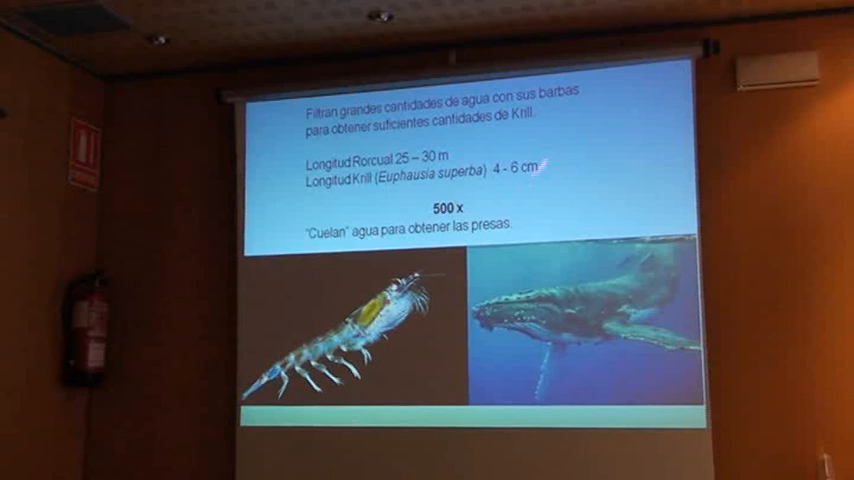 Filtran grandes cantidades de agua con sus barbas
para obtener suficientes cantidades de Krill.
Longitud Rorcual 25 – 30 m
Longitud Krill (Euphausia superba) 4 - 6 cm
500 x
“Cuelan” agua para obtener las presas.